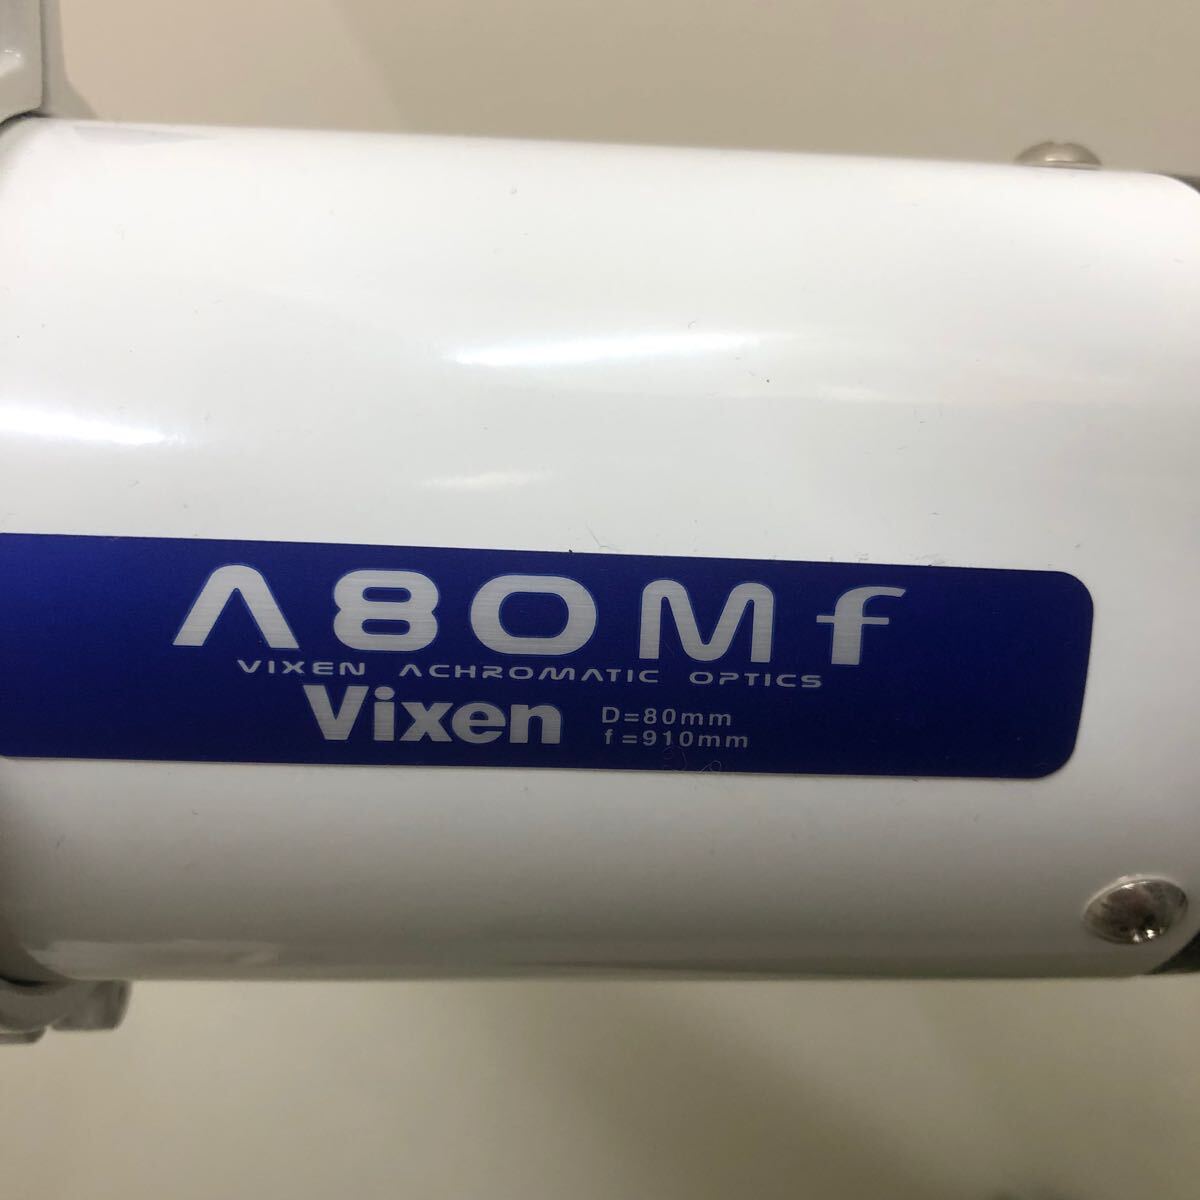 A80Mf
VIXEN ACHROMATIC OPTICS
Vixen
D=80mm
f=910mm